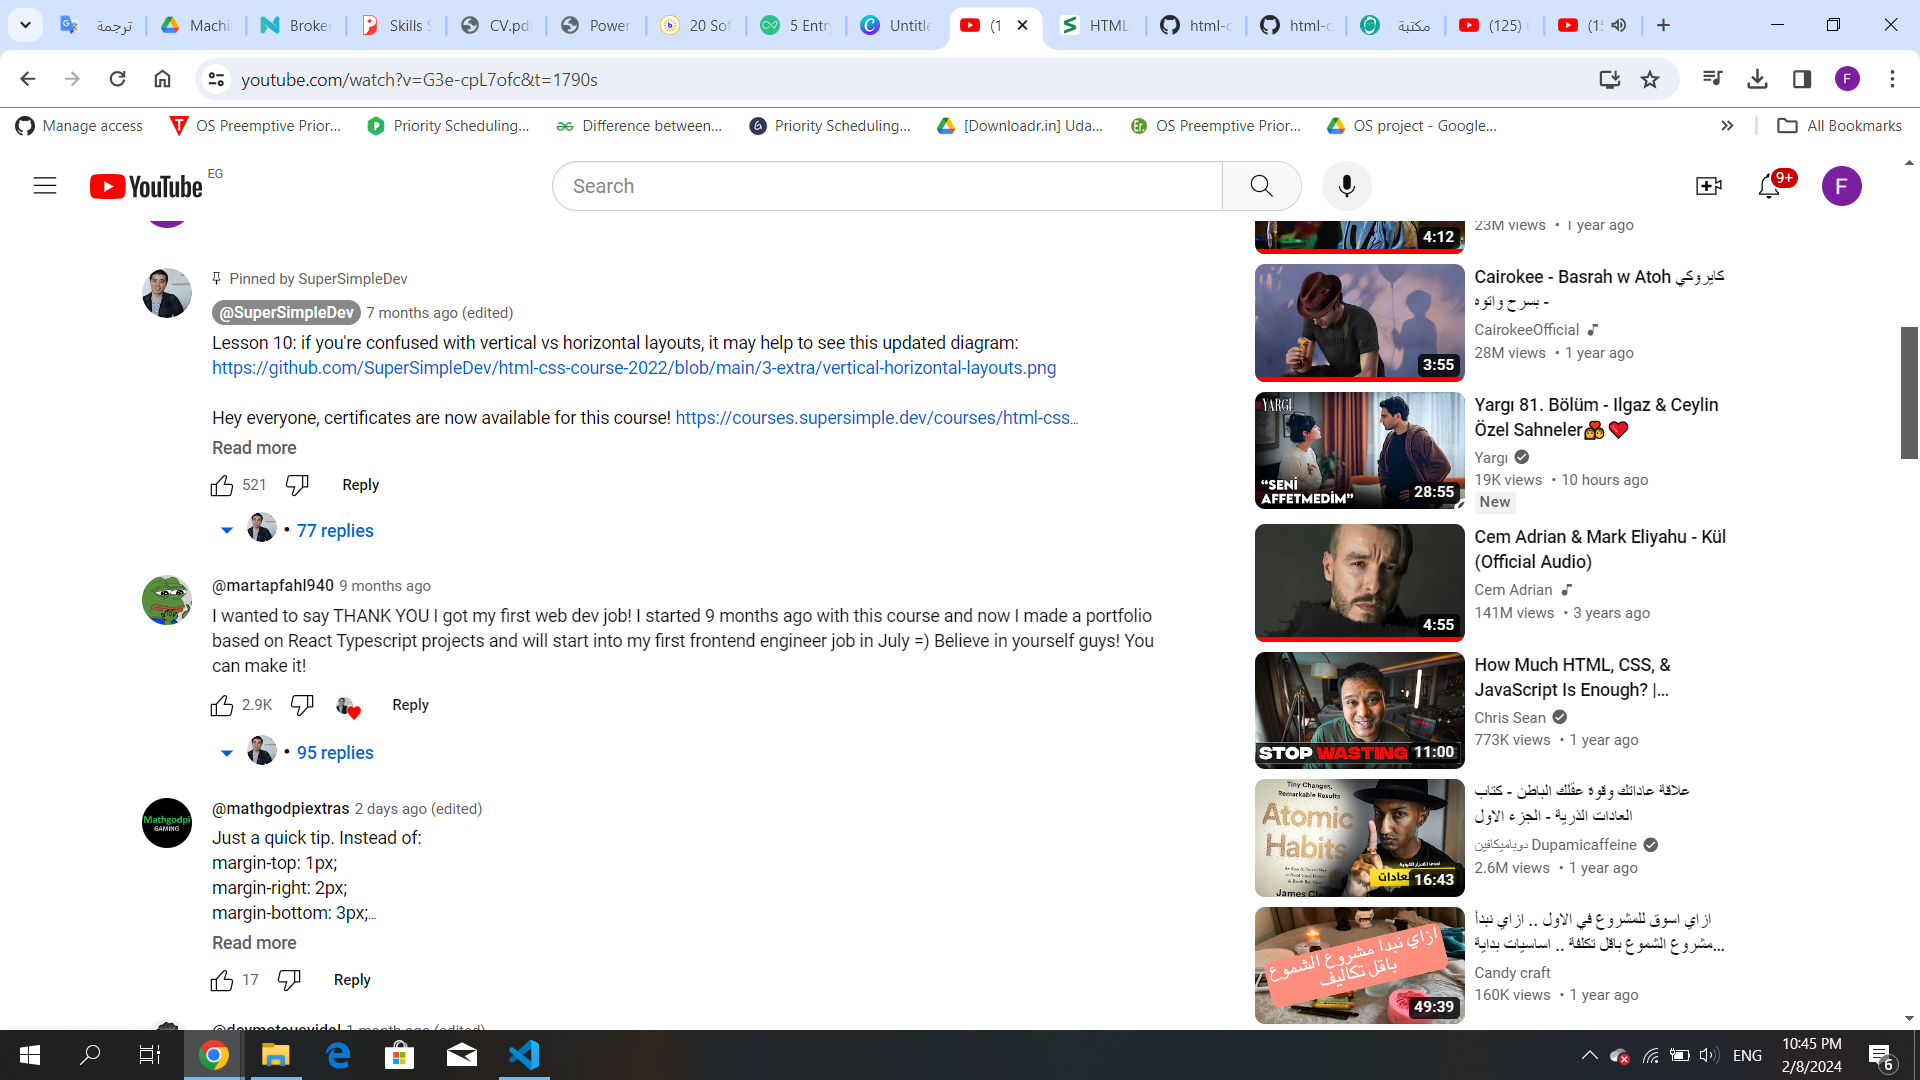 ترجمة
Machi
Broker
Skills S
CV.pdf
Power
20 Sof
5 Entry
Untitle
(1
HTML
html-c
html-c
مكتبة
(125)
(15
youtube.com/watch?v=G3e-cpL7ofc&t=1790s
F
Manage access
OS Preemptive Prior...
Priority Scheduling...
Difference between...
Priority Scheduling...
[Downloadr.in] Uda...
OS Preemptive Prior...
OS project - Google...
All Bookmarks
YouTube
EG
Search
9+
F
Pinned by SuperSimpleDev
@SuperSimpleDev 7 months ago (edited)
Lesson 10: if you're confused with vertical vs horizontal layouts, it may help to see this updated diagram:
https://github.com/SuperSimpleDev/html-css-course-2022/blob/main/3-extra/vertical-horizontal-layouts.png
Hey everyone, certificates are now available for this course! https://courses.supersimple.dev/courses/html-css...
Read more
521
Reply
• 77 replies
@martapfahl940 9 months ago
I wanted to say THANK YOU I got my first web dev job! I started 9 months ago with this course and now I made a portfolio
based on React Typescript projects and will start into my first frontend engineer job in July =) Believe in yourself guys! You
can make it!
2.9K
Reply
• 95 replies
Mathgodpi
GAMING
@mathgodpiextras 2 days ago (edited)
Just a quick tip. Instead of:
margin-top: 1px;
margin-right: 2px;
margin-bottom: 3px;...
Read more
17
Reply
@devmateusvidal 1 month ago (edited)
4:12
23M views • 1 year ago
3:55
Cairokee - Basrah w Atoh كايروكي
- بسرح واتوه
CairokeeOfficial
28M views • 1 year ago
YARGI
"SENİ
AFFETMEDİM"
28:55
Yargı 81. Bölüm - Ilgaz & Ceylin
Özel Sahneler👩‍❤️‍👨❤️
Yargı
19K views • 10 hours ago
New
4:55
Cem Adrian & Mark Eliyahu - Kül
(Official Audio)
Cem Adrian
141M views • 3 years ago
STOP WASTING
11:00
How Much HTML, CSS, &
JavaScript Is Enough? |...
Chris Sean
773K views • 1 year ago
Tiny Changes,
Remarkable Results
Atomic
Habits
James Cle
16:43
علاقة عاداتك وقوة عقلك الباطن - كتاب
العادات الذرية - الجزء الاول
دوباميكافين Dupamicaffeine
2.6M views • 1 year ago
ازاي نبدا مشروع الشموع
باقل تكاليف
49:39
ازاي اسوق للمشروع في الاول .. ازاي نبدأ
مشروع الشموع باقل تكلفة .. اساسيات بداية...
Candy craft
160K views • 1 year ago
ENG
10:45 PM
2/8/2024
6